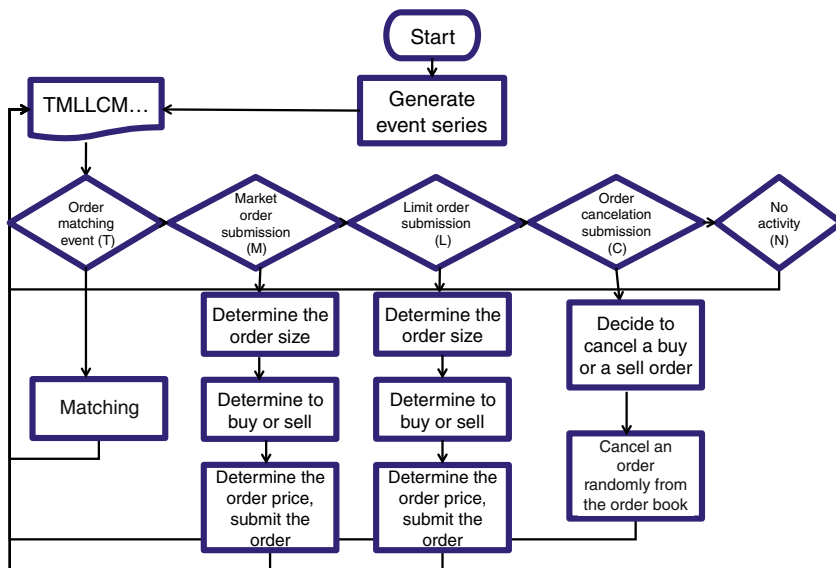 Start
Generate
event series
TMLLCM…
Order
matching
event (T)
Market
order
submission
(M)
Limit order
submission
(L)
Order
cancelation
submission
(C)
No
activity
(N)
Determine the
order size
Determine the
order size
Decide to
cancel a buy
or a sell order
Matching
Determine to
buy or sell
Determine to
buy or sell
Cancel an
order
randomly from
the order book
Determine the
order price,
submit the
order
Determine the
order price,
submit the
order